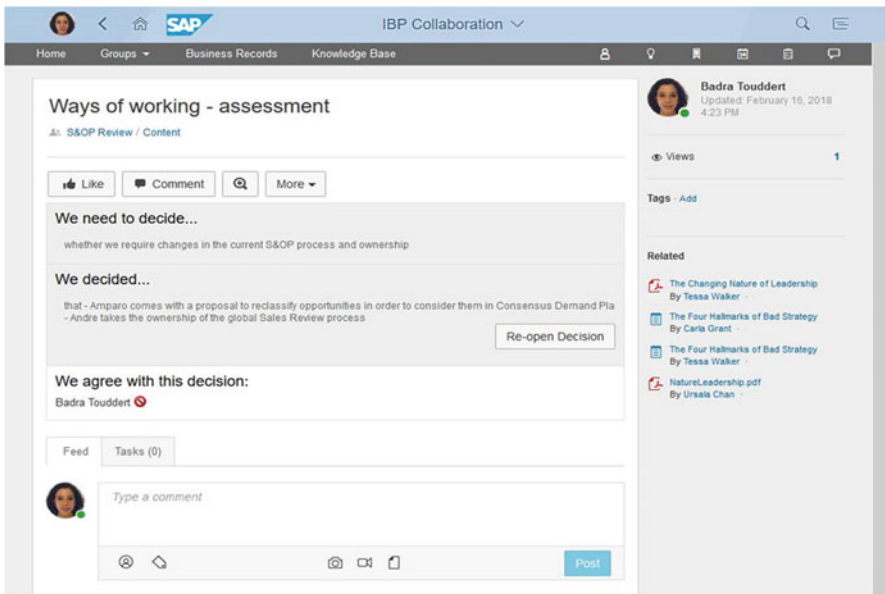 SAP
IBP Collaboration
Home Groups Business Records Knowledge Base
Ways of working - assessment
S&OP Review / Content
Like Comment More
We need to decide...
whether we require changes in the current S&OP process and ownership
We decided...
that - Amparo comes with a proposal to reclassify opportunities in order to consider them in Consensus Demand Pla
- Andre takes the ownership of the global Sales Review process
Re-open Decision
We agree with this decision:
Badra Touddert
Feed Tasks (0)
Type a comment
Post
Badra Touddert
Updated: February 16, 2018
4:23 PM
Views 1
Tags · Add
Related
The Changing Nature of Leadership
By Tessa Walker ·
The Four Hallmarks of Bad Strategy
By Carla Grant ·
The Four Hallmarks of Bad Strategy
By Tessa Walker ·
NatureLeadership.pdf
By Ursala Chan ·